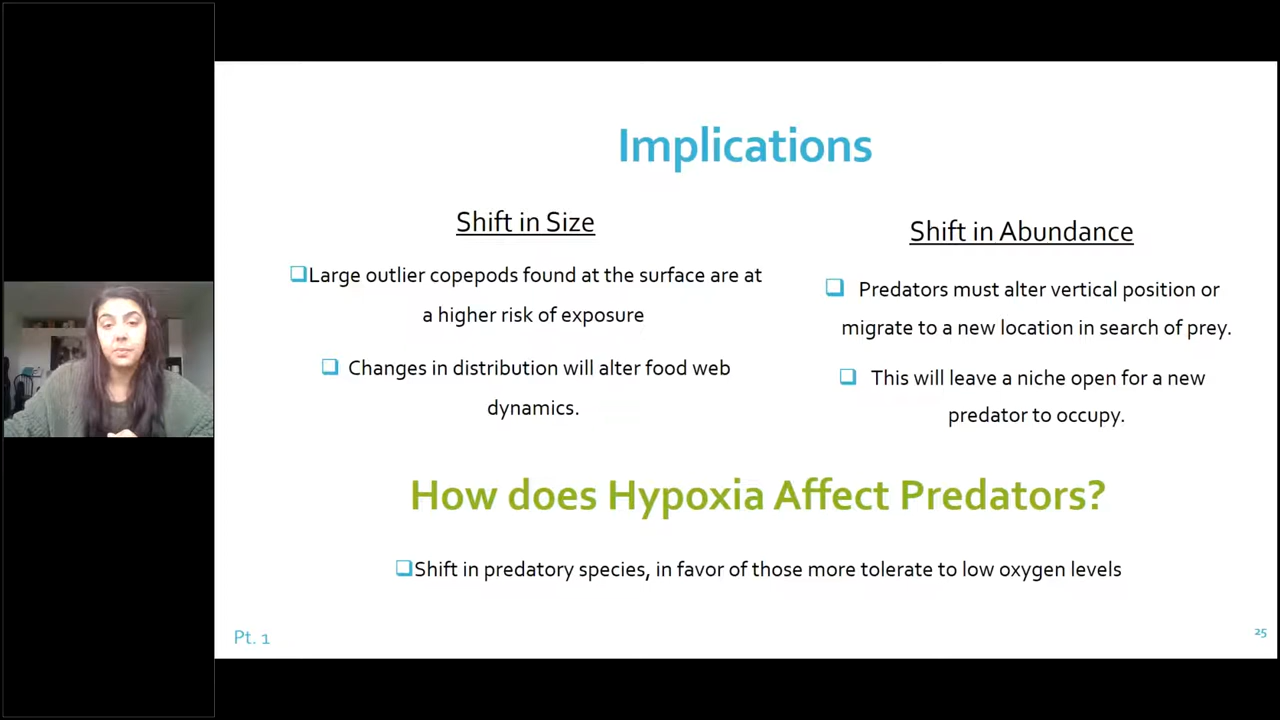 Implications
Shift in Size
Large outlier copepods found at the surface are at
a higher risk of exposure
Changes in distribution will alter food web
dynamics.
Shift in Abundance
Predators must alter vertical position or
migrate to a new location in search of prey.
This will leave a niche open for a new
predator to occupy.
How does Hypoxia Affect Predators?
Shift in predatory species, in favor of those more tolerate to low oxygen levels
Pt. 1
25